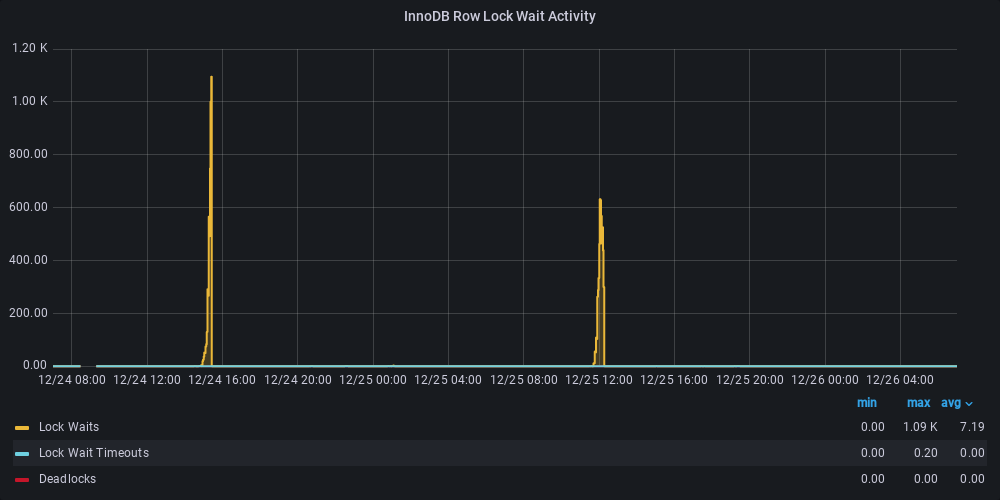 InnoDB Row Lock Wait Activity
1.20 K
1.00 K
800.00
600.00
400.00
200.00
0.00
12/24 08:00 12/24 12:00 12/24 16:00 12/24 20:00 12/25 00:00 12/25 04:00 12/25 08:00 12/25 12:00 12/25 16:00 12/25 20:00 12/26 00:00 12/26 04:00
min max avg
Lock Waits 0.00 1.09 K 7.19
Lock Wait Timeouts 0.00 0.20 0.00
Deadlocks 0.00 0.00 0.00